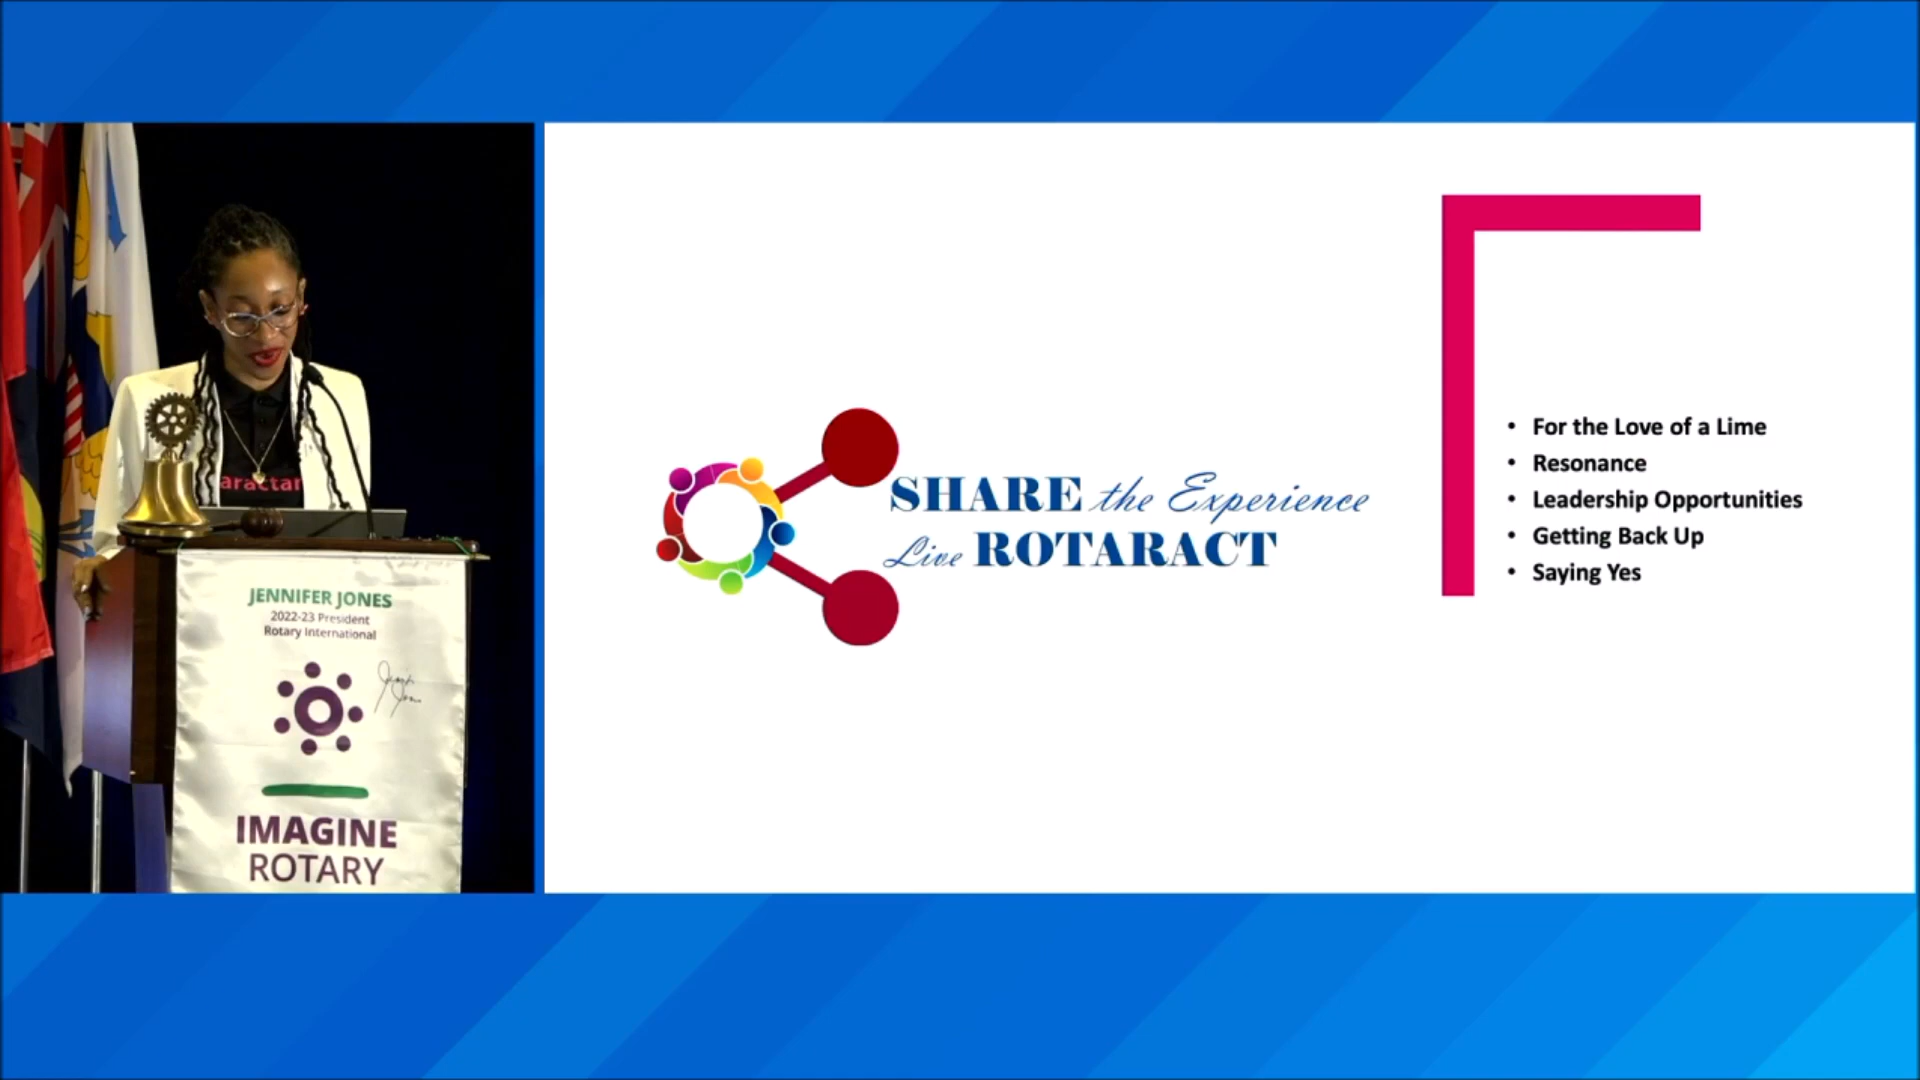 aractar
JENNIFER JONES
2022-23 President
Rotary International
IMAGINE
ROTARY
SHARE the Experience
Live ROTARACT
• For the Love of a Lime
• Resonance
• Leadership Opportunities
• Getting Back Up
• Saying Yes